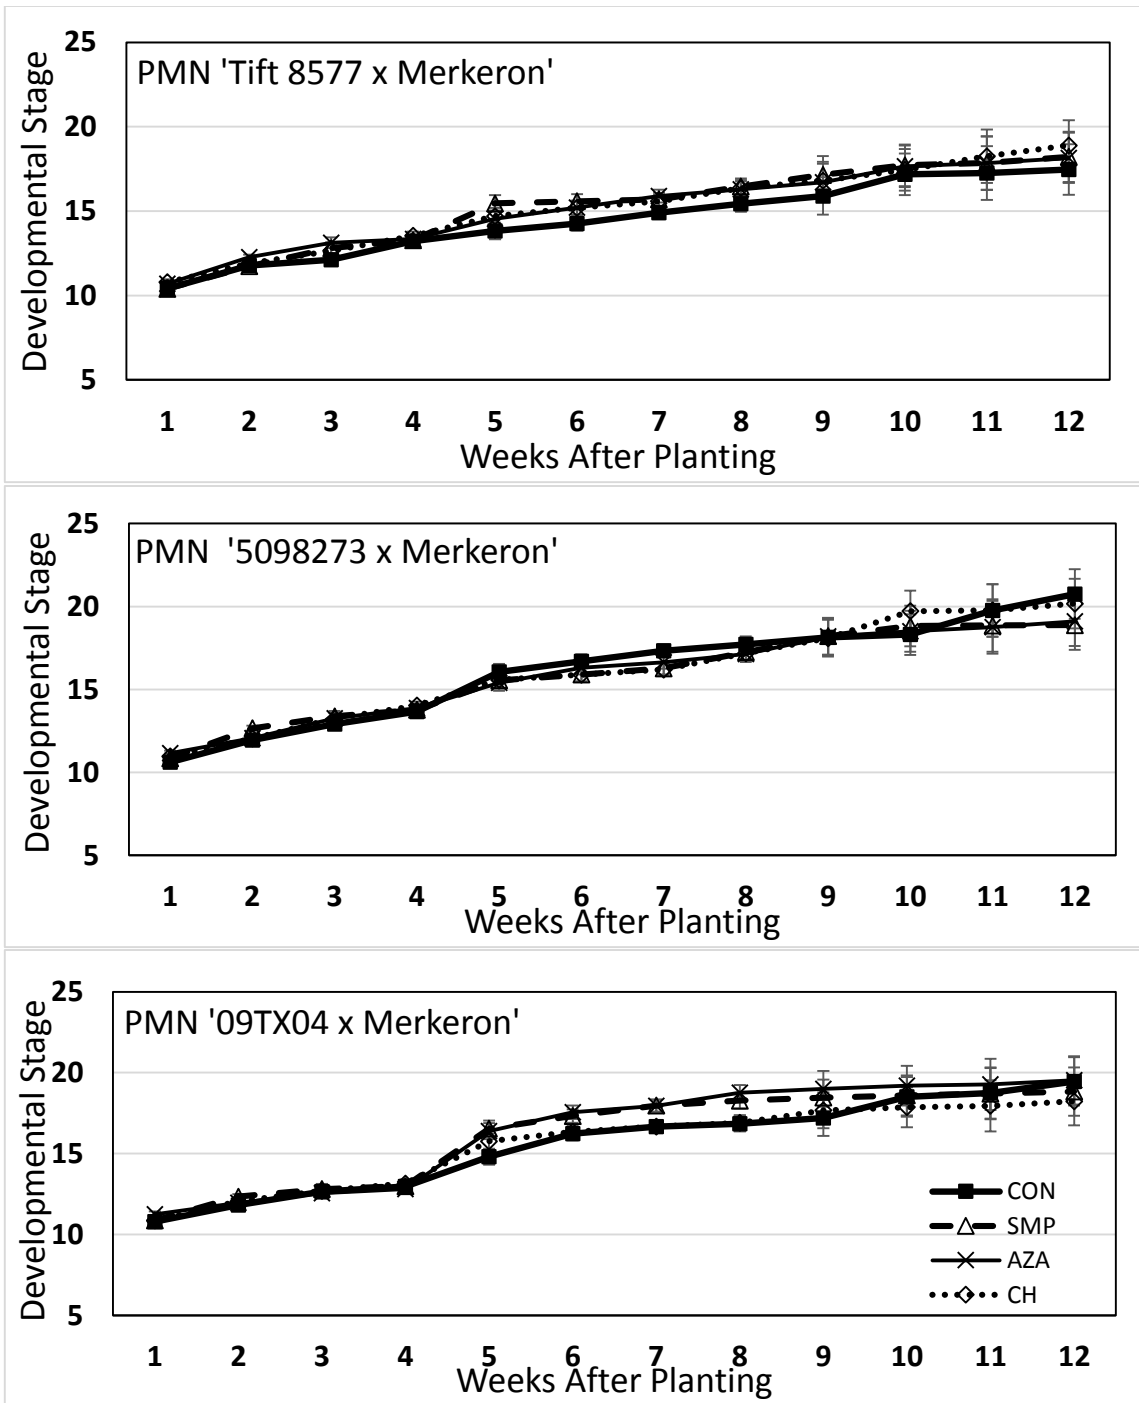 PMN 'Tift 8577 x Merkeron'
Developmental Stage
25
20
15
10
5
1 2 3 4 5 6 7 8 9 10 11 12
Weeks After Planting
PMN '5098273 x Merkeron'
Developmental Stage
25
20
15
10
5
1 2 3 4 5 6 7 8 9 10 11 12
Weeks After Planting
PMN '09TX04 x Merkeron'
Developmental Stage
25
20
15
10
5
CON
SMP
AZA
CH
1 2 3 4 5 6 7 8 9 10 11 12
Weeks After Planting